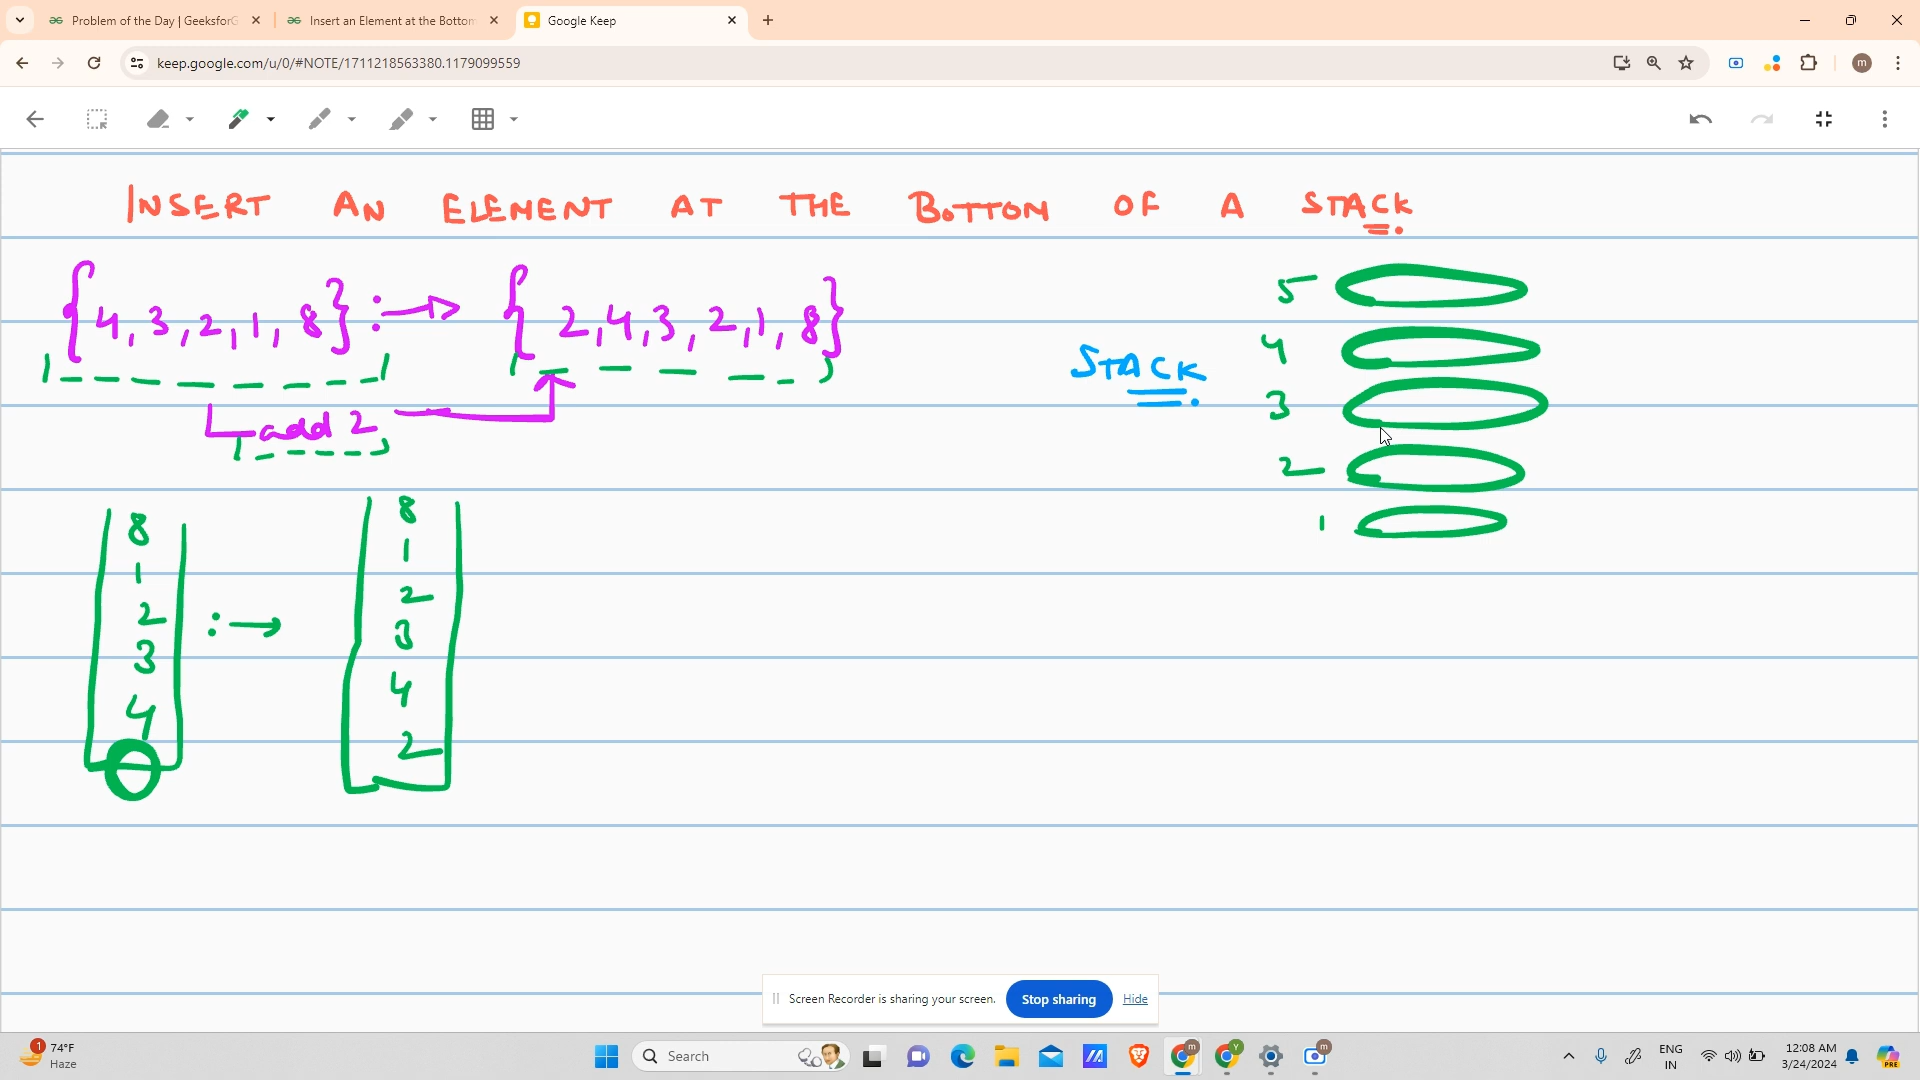 Problem of the Day | GeeksforG
Insert an Element at the Bottom
Google Keep
keep.google.com/u/0/#NOTE/1711218563380.1179099559
m
INSERT AN ELEMENT AT THE BOTTOM OF A STACK.
{4, 3, 2, 1, 8} :→ {2, 4, 3, 2, 1, 8}
add 2
STACK.
5
4
3
2
1
8
1
2
3
4
:→
8
1
2
3
4
2
Screen Recorder is sharing your screen. Stop sharing Hide
1
74°F
Haze
Search
m
Y
m
ENG
IN
12:08 AM
3/24/2024
PRE